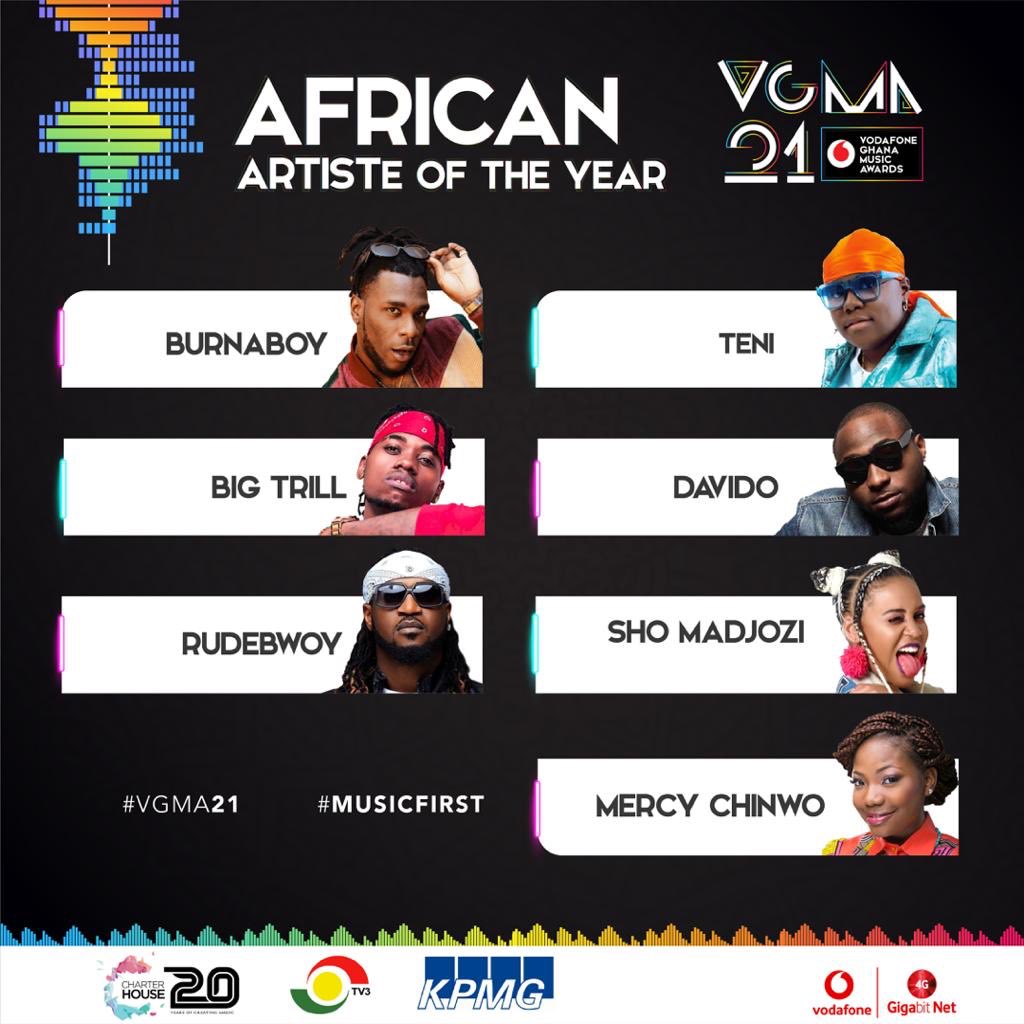 AFRICAN
ARTISTE OF THE YEAR
VGMA
21
VODAFONE
GHANA
MUSIC
AWARDS
BURNABOY
TENI
BIG TRILL
DAVIDO
RUDEBWOY
SHO MADJOZI
MERCY CHINWO
#VGMA21
#MUSICFIRST
CHARTER
HOUSE
20
YEARS OF CREATING MAGIC
TV3
KPMG
vodafone
4G
Gigabit Net